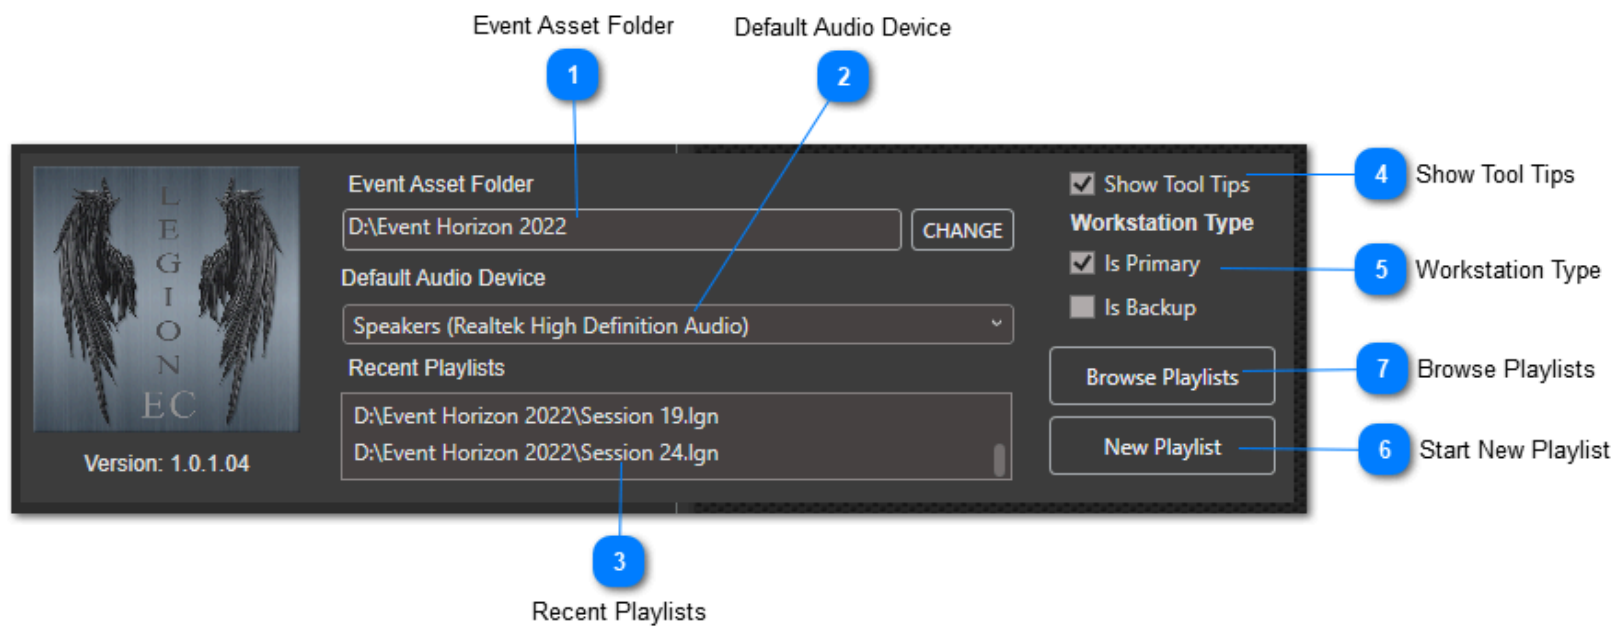 Event Asset Folder
Default Audio Device
1
2
LEGION
EC
Version: 1.0.1.04
Event Asset Folder
D:\Event Horizon 2022
CHANGE
Default Audio Device
Speakers (Realtek High Definition Audio)
Recent Playlists
D:\Event Horizon 2022\Session 19.lgn
D:\Event Horizon 2022\Session 24.lgn
Show Tool Tips
Workstation Type
Is Primary
Is Backup
Browse Playlists
New Playlist
4 Show Tool Tips
5 Workstation Type
7 Browse Playlists
6 Start New Playlist
3
Recent Playlists